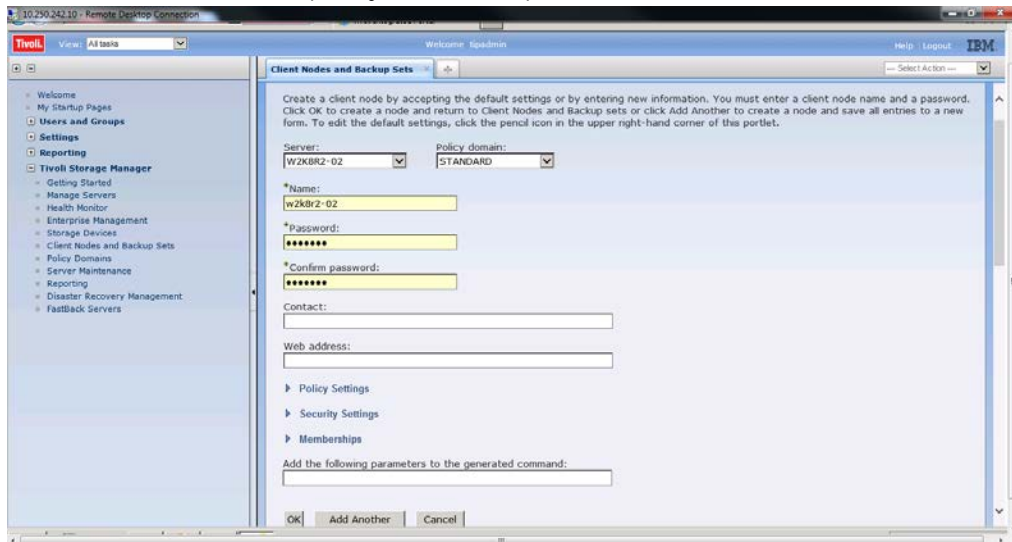 10.250.242.10 - Remote Desktop Connection
Tivoli. View: All tasks Welcome tipadmin Help Logout IBM
Client Nodes and Backup Sets --- Select Action ---
Welcome
My Startup Pages
Users and Groups
Settings
Reporting
Tivoli Storage Manager
Getting Started
Manage Servers
Health Monitor
Enterprise Management
Storage Devices
Client Nodes and Backup Sets
Policy Domains
Server Maintenance
Reporting
Disaster Recovery Management
FastBack Servers
Create a client node by accepting the default settings or by entering new information. You must enter a client node name and a password.
Click OK to create a node and return to Client Nodes and Backup sets or click Add Another to create a node and save all entries to a new
form. To edit the default settings, click the pencil icon in the upper right-hand corner of this portlet.
Server: Policy domain:
W2K8R2-02 STANDARD
*Name:
w2k8r2-02
*Password:
•••••••
*Confirm password:
•••••••
Contact:
Web address:
Policy Settings
Security Settings
Memberships
Add the following parameters to the generated command:
OK Add Another Cancel